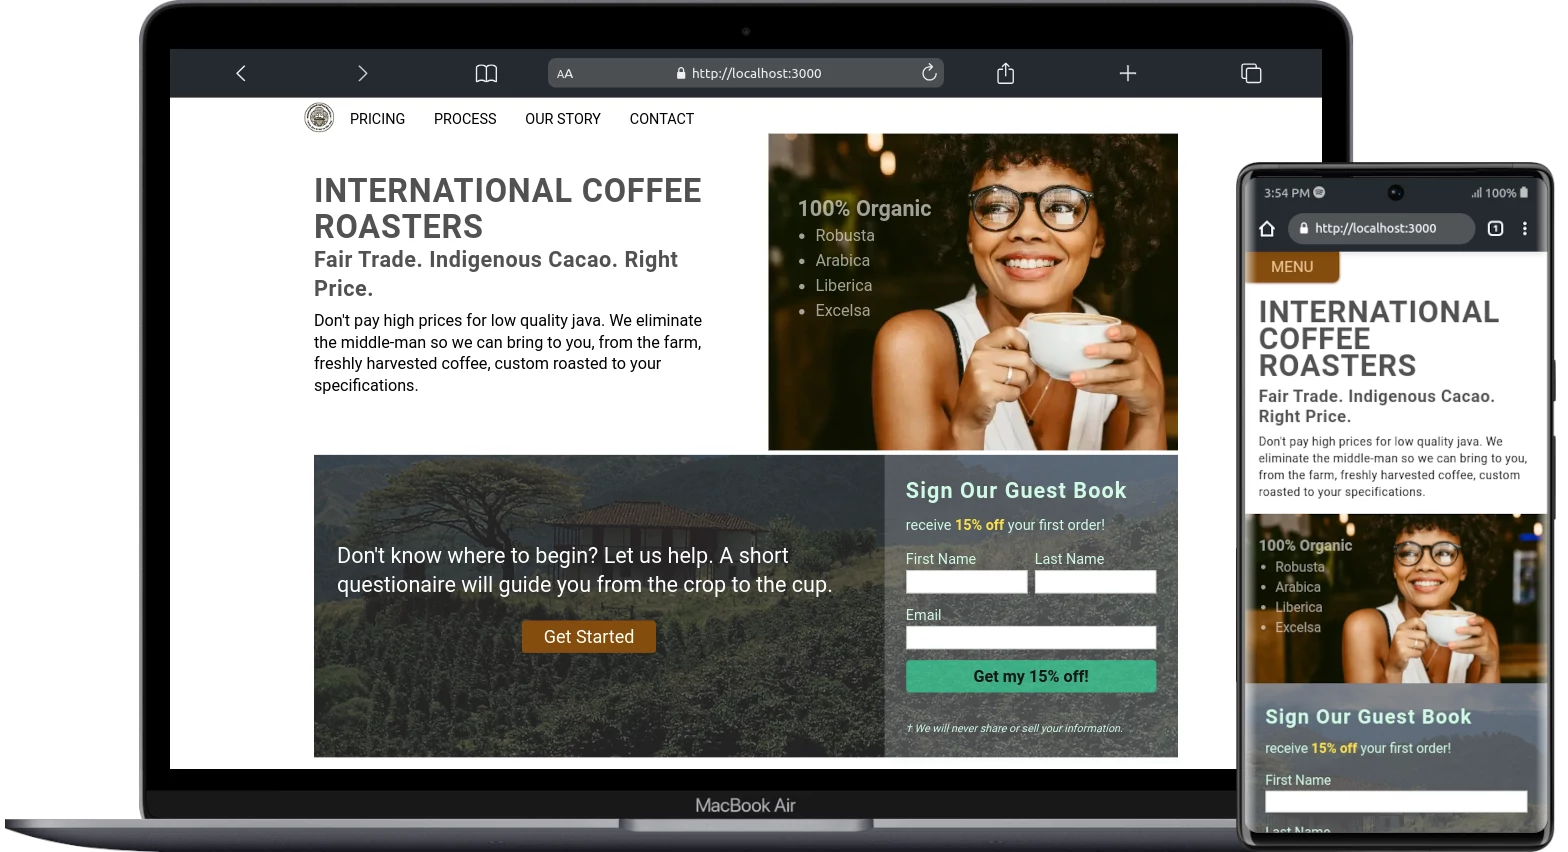 AA
http://localhost:3000
PRICING PROCESS OUR STORY CONTACT
INTERNATIONAL COFFEE
ROASTERS
Fair Trade. Indigenous Cacao. Right
Price.
Don't pay high prices for low quality java. We eliminate
the middle-man so we can bring to you, from the farm,
freshly harvested coffee, custom roasted to your
specifications.
100% Organic
Robusta
Arabica
Liberica
Excelsa
Don't know where to begin? Let us help. A short
questionaire will guide you from the crop to the cup.
Get Started
Sign Our Guest Book
receive 15% off your first order!
First Name Last Name
Email
Get my 15% off!
† We will never share or sell your information.
MacBook Air
3:54 PM 100%
http://localhost:3000 1
MENU
INTERNATIONAL
COFFEE
ROASTERS
Fair Trade. Indigenous Cacao.
Right Price.
Don't pay high prices for low quality java. We
eliminate the middle-man so we can bring to you,
from the farm, freshly harvested coffee, custom
roasted to your specifications.
100% Organic
Robusta
Arabica
Liberica
Excelsa
Sign Our Guest Book
receive 15% off your first order!
First Name
Last Name